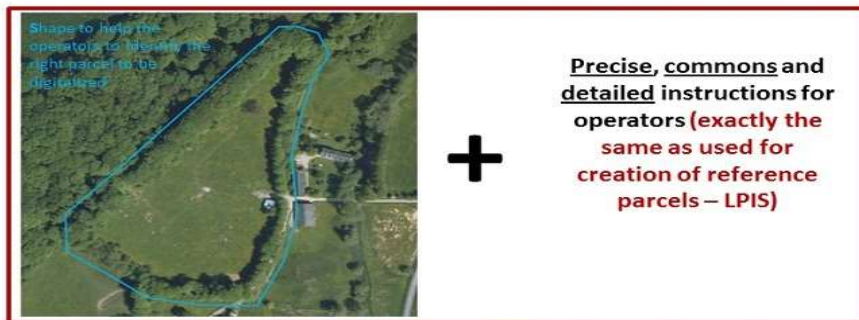 Shape to help the
operators to identify the
right parcel to be
digitalized
+
Precise, commons and
detailed instructions for
operators (exactly the
same as used for
creation of reference
parcels – LPIS)